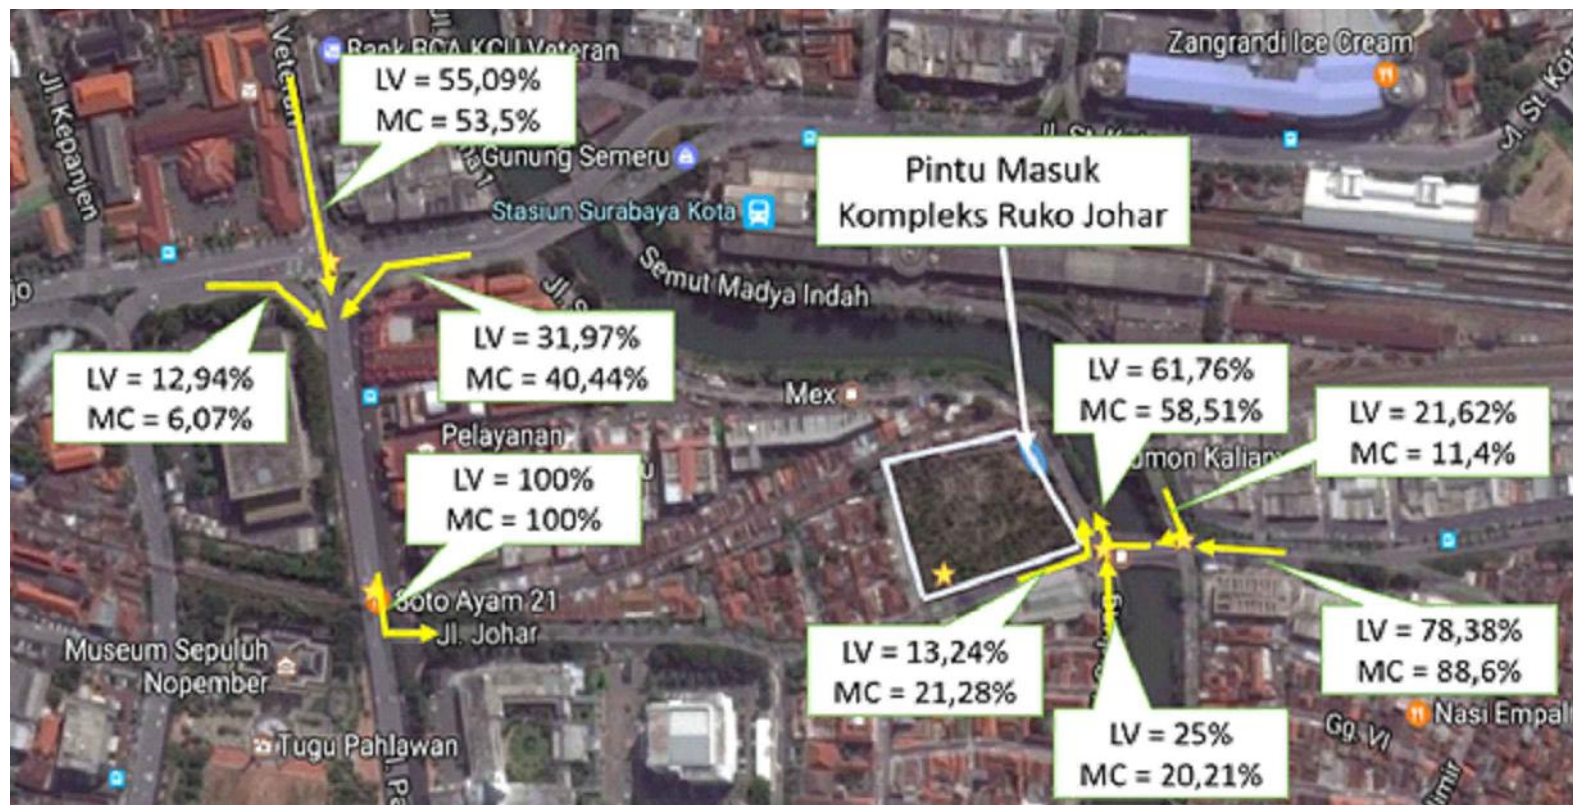 Bank BCA KCU Veteran
Zangrandi Ice Cream
Veteran
Jl. Kepanjen
LV = 55,09%
MC = 53,5%
Gunung Semeru
Stasiun Surabaya Kota
Pintu Masuk
Kompleks Ruko Johar
Semut Madya Indah
LV = 12,94%
MC = 6,07%
LV = 31,97%
MC = 40,44%
Mex
LV = 61,76%
MC = 58,51%
LV = 21,62%
MC = 11,4%
Pelayanan
LV = 100%
MC = 100%
Soto Ayam 21
Jl. Johar
Museum Sepuluh
Nopember
LV = 13,24%
MC = 21,28%
LV = 78,38%
MC = 88,6%
LV = 25%
MC = 20,21%
Tugu Pahlawan
Gg. VI
Nasi Empal